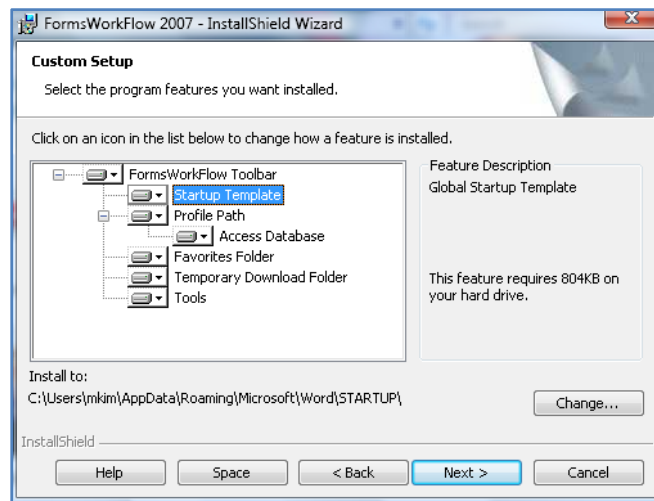 FormsWorkFlow 2007 - InstallShield Wizard
Custom Setup
Select the program features you want installed.
Click on an icon in the list below to change how a feature is installed.
FormsWorkFlow Toolbar
Startup Template
Profile Path
Access Database
Favorites Folder
Temporary Download Folder
Tools
Feature Description
Global Startup Template
This feature requires 804KB on
your hard drive.
Install to:
C:\Users\mkim\AppData\Roaming\Microsoft\Word\STARTUP\
Change...
InstallShield
Help
Space
< Back
Next >
Cancel